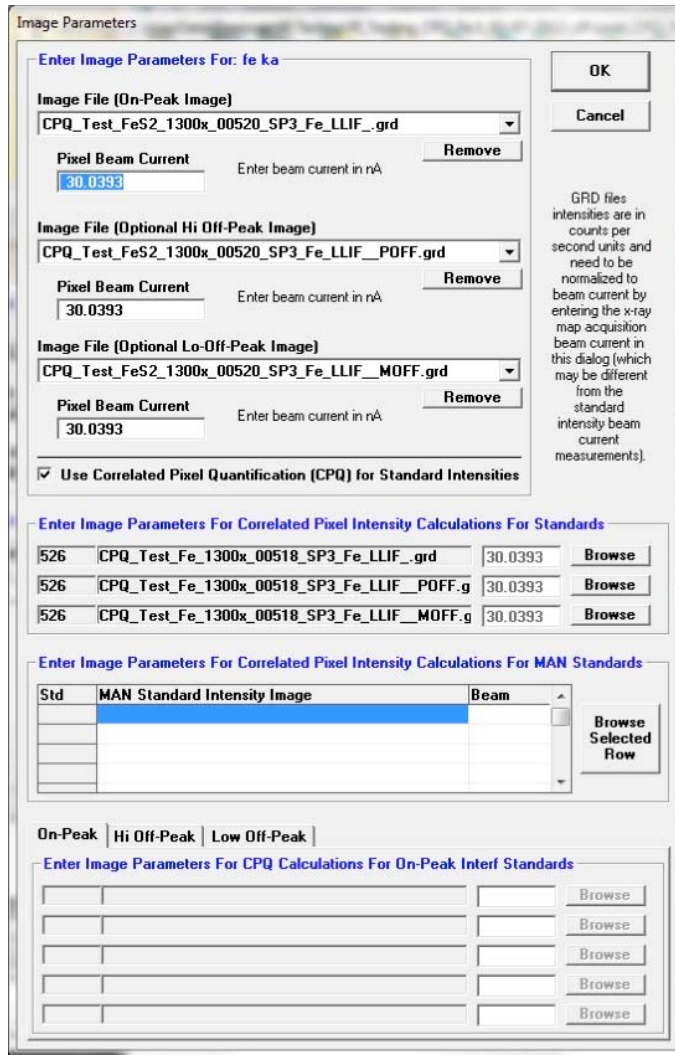 Image Parameters
Enter Image Parameters For: fe ka
OK
Image File (On-Peak Image)
CPQ_Test_FeS2_1300x_00520_SP3_Fe_LLIF_.grd
Cancel
Remove
Pixel Beam Current
30.0393
Enter beam current in nA
Image File (Optional Hi Off-Peak Image)
CPQ_Test_FeS2_1300x_00520_SP3_Fe_LLIF__POFF.grd
Remove
Pixel Beam Current
30.0393
Enter beam current in nA
Image File (Optional Lo-Off-Peak Image)
CPQ_Test_FeS2_1300x_00520_SP3_Fe_LLIF__MOFF.grd
Remove
Pixel Beam Current
30.0393
Enter beam current in nA
Use Correlated Pixel Quantification (CPQ) for Standard Intensities
GRD files
intensities are in
counts per
second units and
need to be
normalized to
beam current by
entering the x-ray
map acquisition
beam current in
this dialog (which
may be different
from the
standard
intensity beam
current
measurements).
Enter Image Parameters For Correlated Pixel Intensity Calculations For Standards
526 CPQ_Test_Fe_1300x_00518_SP3_Fe_LLIF_.grd 30.0393 Browse
526 CPQ_Test_Fe_1300x_00518_SP3_Fe_LLIF__POFF.g 30.0393 Browse
526 CPQ_Test_Fe_1300x_00518_SP3_Fe_LLIF__MOFF.g 30.0393 Browse
Enter Image Parameters For Correlated Pixel Intensity Calculations For MAN Standards
Std MAN Standard Intensity Image Beam
Browse
Selected
Row
On-Peak Hi Off-Peak Low Off-Peak
Enter Image Parameters For CPQ Calculations For On-Peak Interf Standards
Browse
Browse
Browse
Browse
Browse